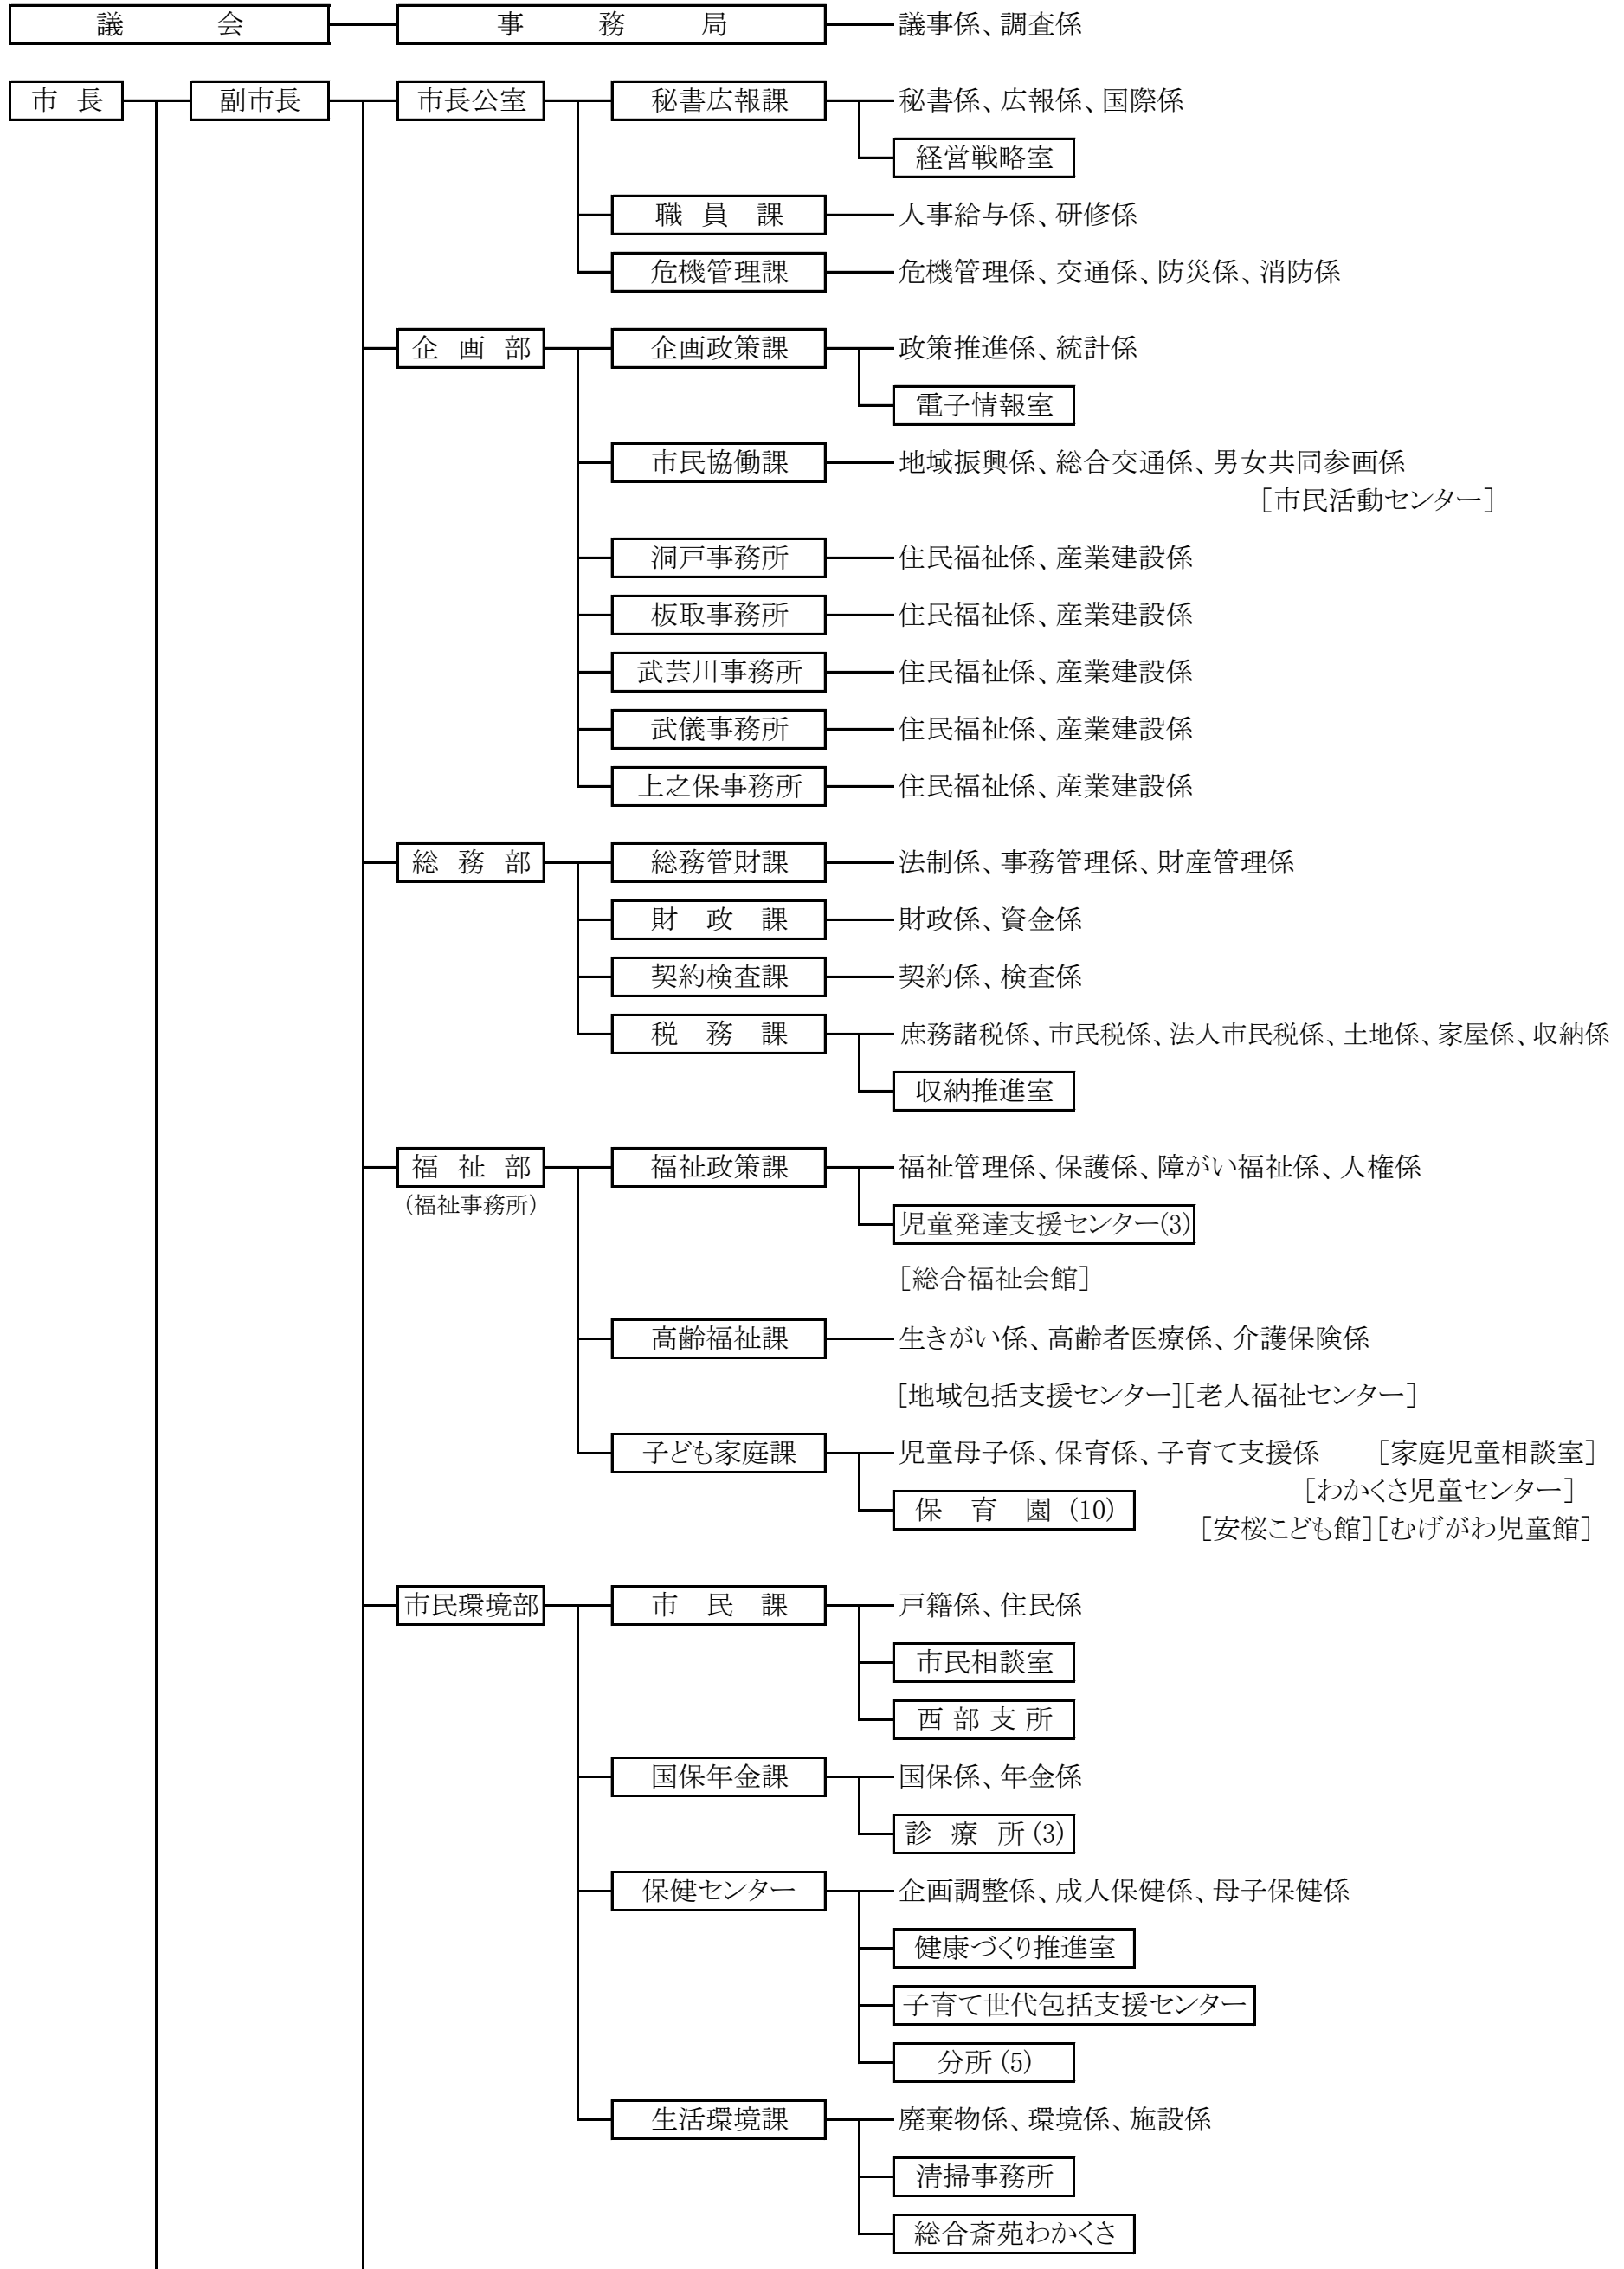 議会 事務局 議事係、調査係
市長 副市長 市長公室 秘書広報課 秘書係、広報係、国際係
経営戦略室
職員課 人事給与係、研修係
危機管理課 危機管理係、交通係、防災係、消防係
企画部 企画政策課 政策推進係、統計係
電子情報室
市民協働課 地域振興係、総合交通係、男女共同参画係
[市民活動センター]
洞戸事務所 住民福祉係、産業建設係
板取事務所 住民福祉係、産業建設係
武芸川事務所 住民福祉係、産業建設係
武儀事務所 住民福祉係、産業建設係
上之保事務所 住民福祉係、産業建設係
総務部 総務管財課 法制係、事務管理係、財産管理係
財政課 財政係、資金係
契約検査課 契約係、検査係
税務課 庶務諸税係、市民税係、法人市民税係、土地係、家屋係、収納係
収納推進室
福祉部 福祉政策課 福祉管理係、保護係、障がい福祉係、人権係
(福祉事務所)
児童発達支援センター(3)
[総合福祉会館]
高齢福祉課 生きがい係、高齢者医療係、介護保険係
[地域包括支援センター][老人福祉センター]
子ども家庭課 児童母子係、保育係、子育て支援係 [家庭児童相談室]
[わかくさ児童センター]
保育園(10)
[安桜こども館][むげがわ児童館]
市民環境部 市民課 戸籍係、住民係
市民相談室
西部支所
国保年金課 国保係、年金係
診療所(3)
保健センター 企画調整係、成人保健係、母子保健係
健康づくり推進室
子育て世代包括支援センター
分所(5)
生活環境課 廃棄物係、環境係、施設係
清掃事務所
総合斎苑わかくさ